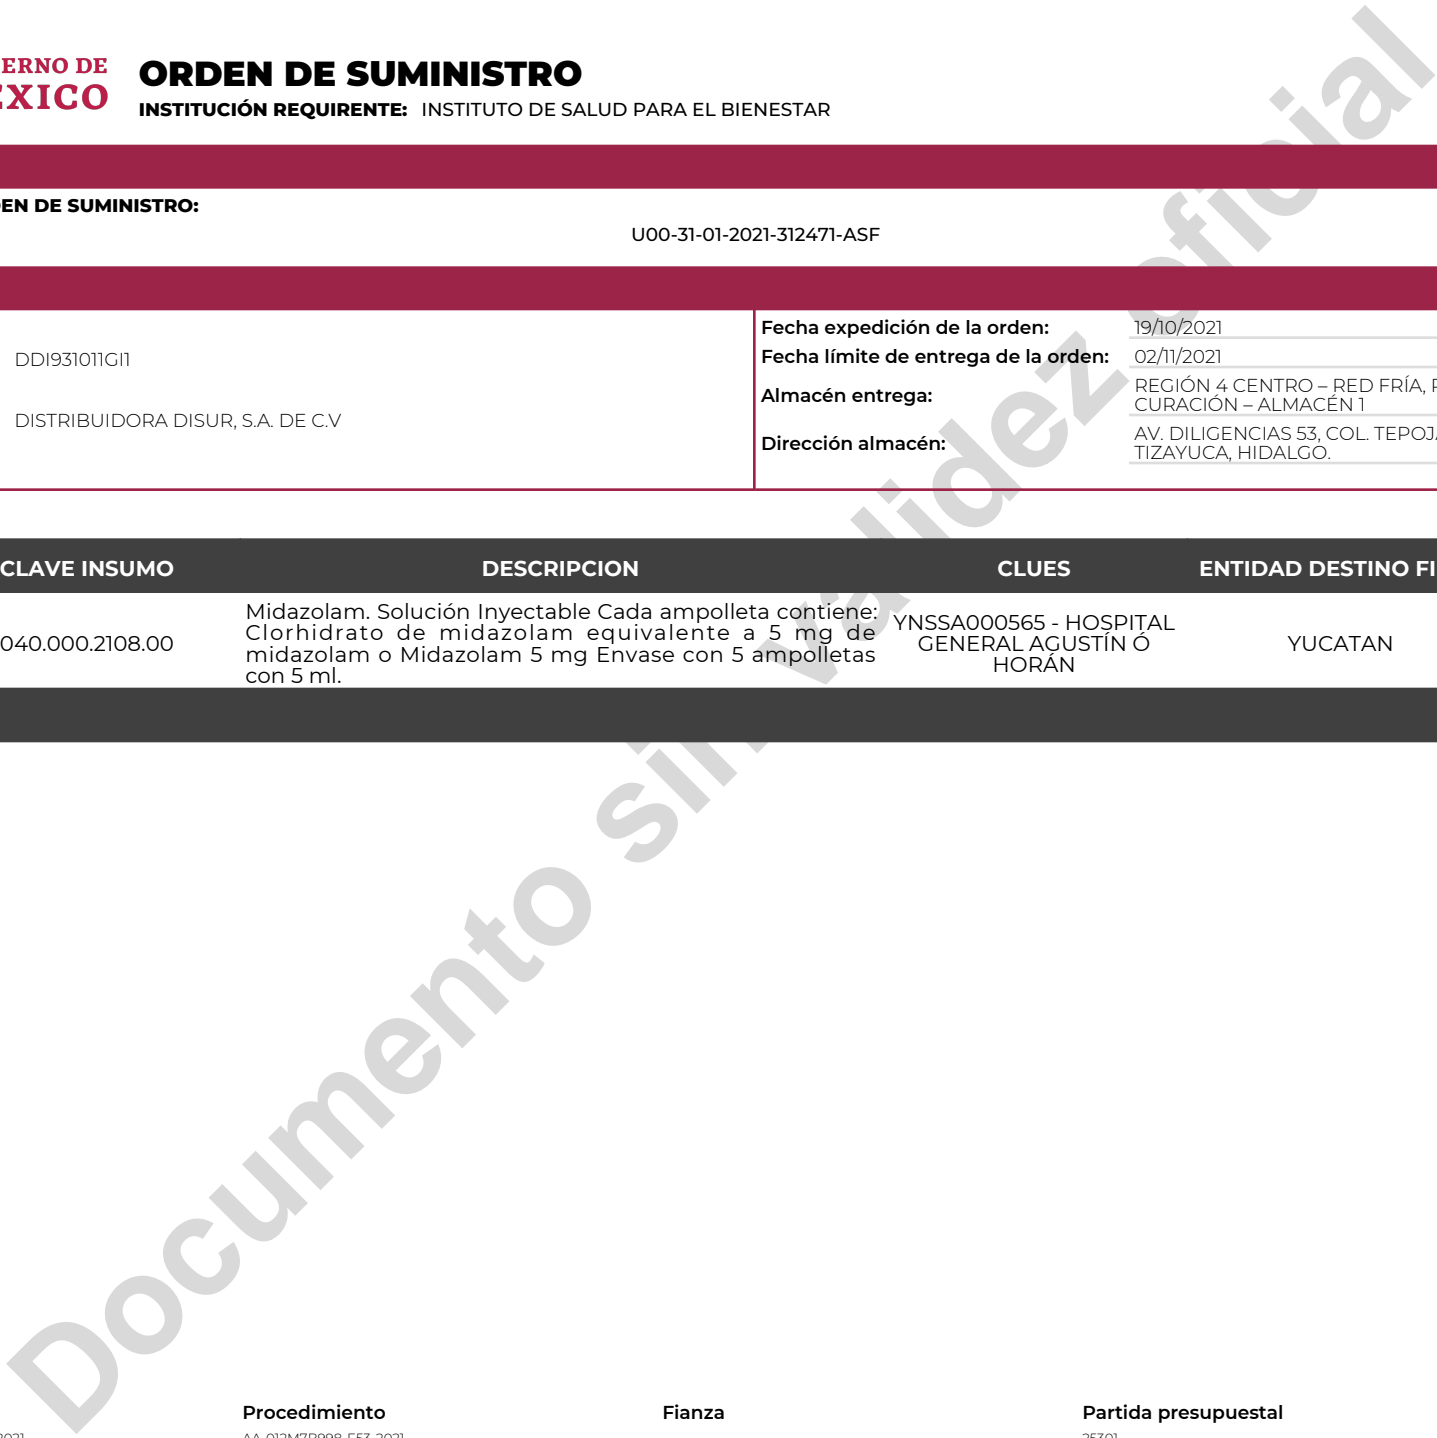 ERNO DE
ÉXICO
ORDEN DE SUMINISTRO
INSTITUCIÓN REQUIRENTE: INSTITUTO DE SALUD PARA EL BIENESTAR
EN DE SUMINISTRO:
U00-31-01-2021-312471-ASF
DDI931011GI1
DISTRIBUIDORA DISUR, S.A. DE C.V
Fecha expedición de la orden: 19/10/2021
Fecha límite de entrega de la orden: 02/11/2021
Almacén entrega:
REGIÓN 4 CENTRO – RED FRÍA,
CURACIÓN – ALMACÉN 1
Dirección almacén:
AV. DILIGENCIAS 53, COL. TEPOJA
TIZAYUCA, HIDALGO.
CLAVE INSUMO DESCRIPCION CLUES ENTIDAD DESTINO FI
040.000.2108.00
Midazolam. Solución Inyectable Cada ampolleta contiene:
Clorhidrato de midazolam equivalente a 5 mg de
midazolam o Midazolam 5 mg Envase con 5 ampolletas
con 5 ml.
YNSSA000565 - HOSPITAL
GENERAL AGUSTÍN Ó
HORÁN
YUCATAN
Documento sin validez oficial
Procedimiento Fianza Partida presupuestal